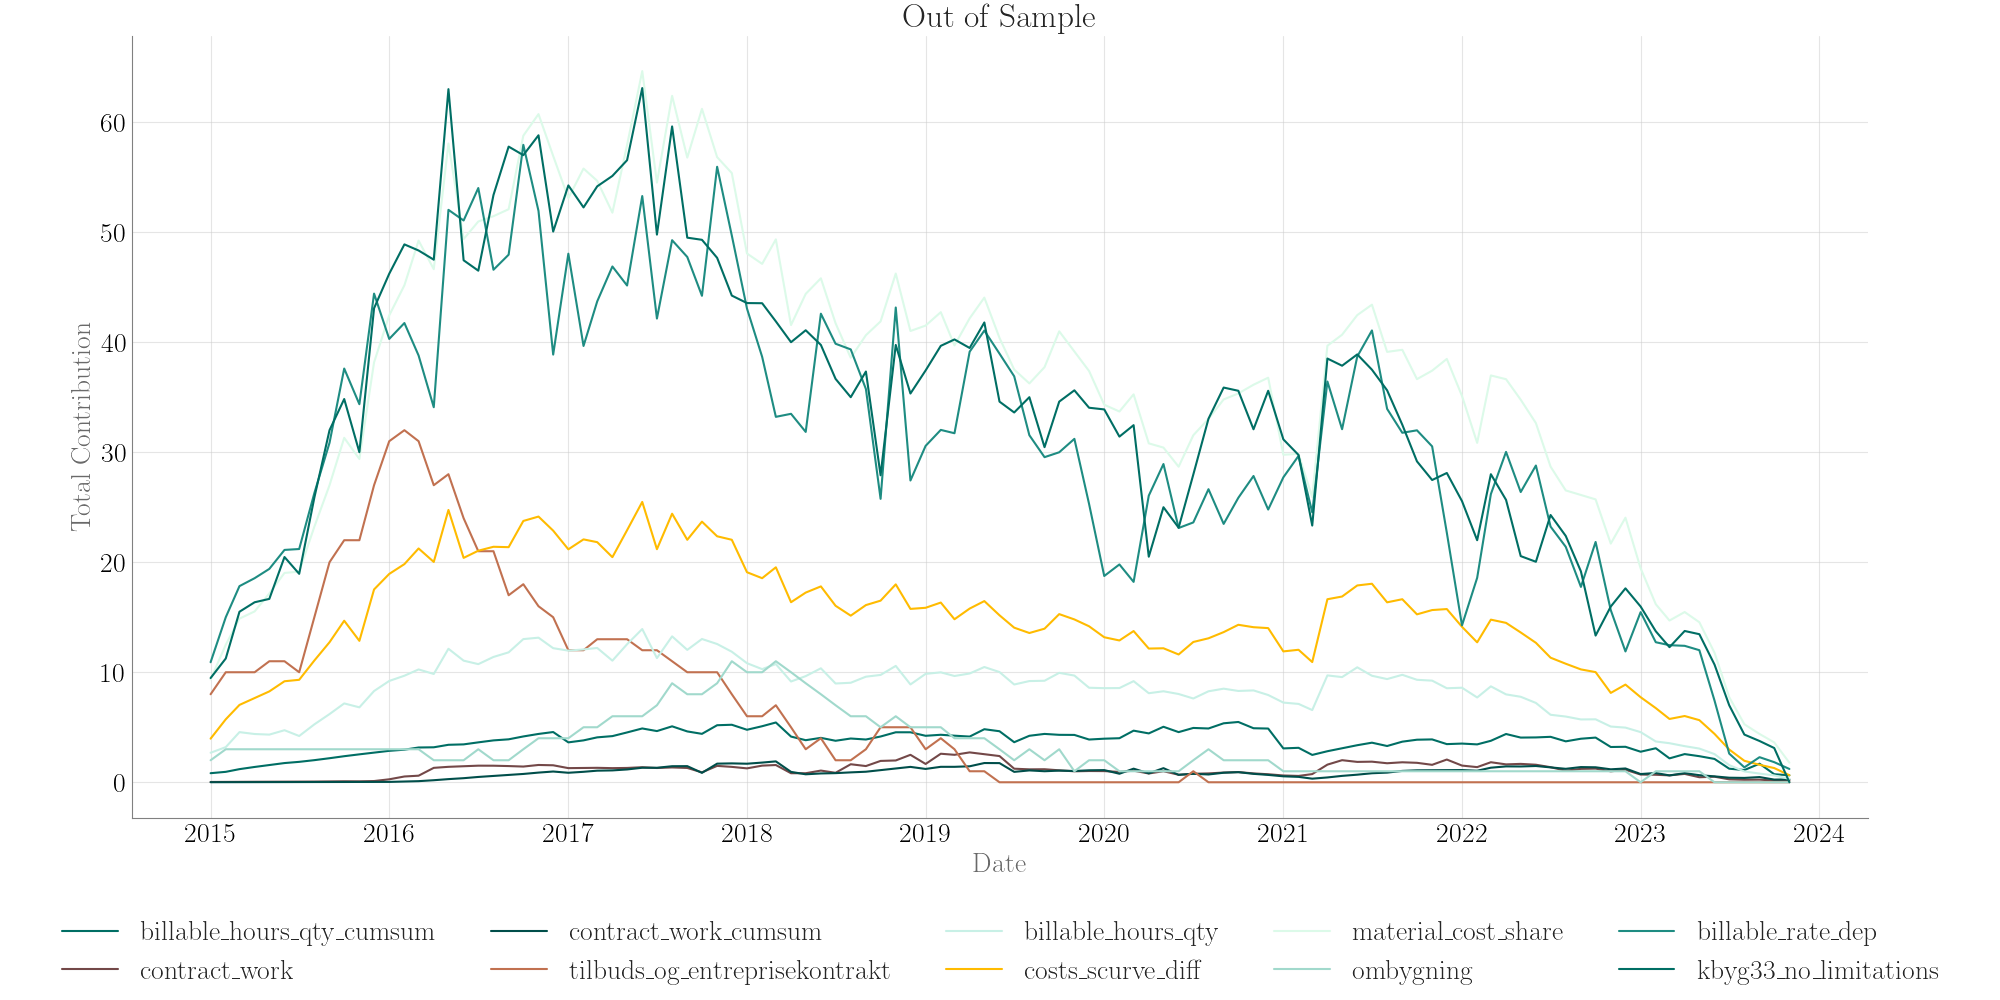 Out of Sample
Total Contribution
60
50
40
30
20
10
0
2015 2016 2017 2018 2019 2020 2021 2022 2023 2024
Date
billable_hours_qty_cumsum contract_work_cumsum billable_hours_qty material_cost_share billable_rate_dep
contract_work tilbuds_og_entreprisekontrakt costs_scurve_diff ombygning kbyg33_no_limitations